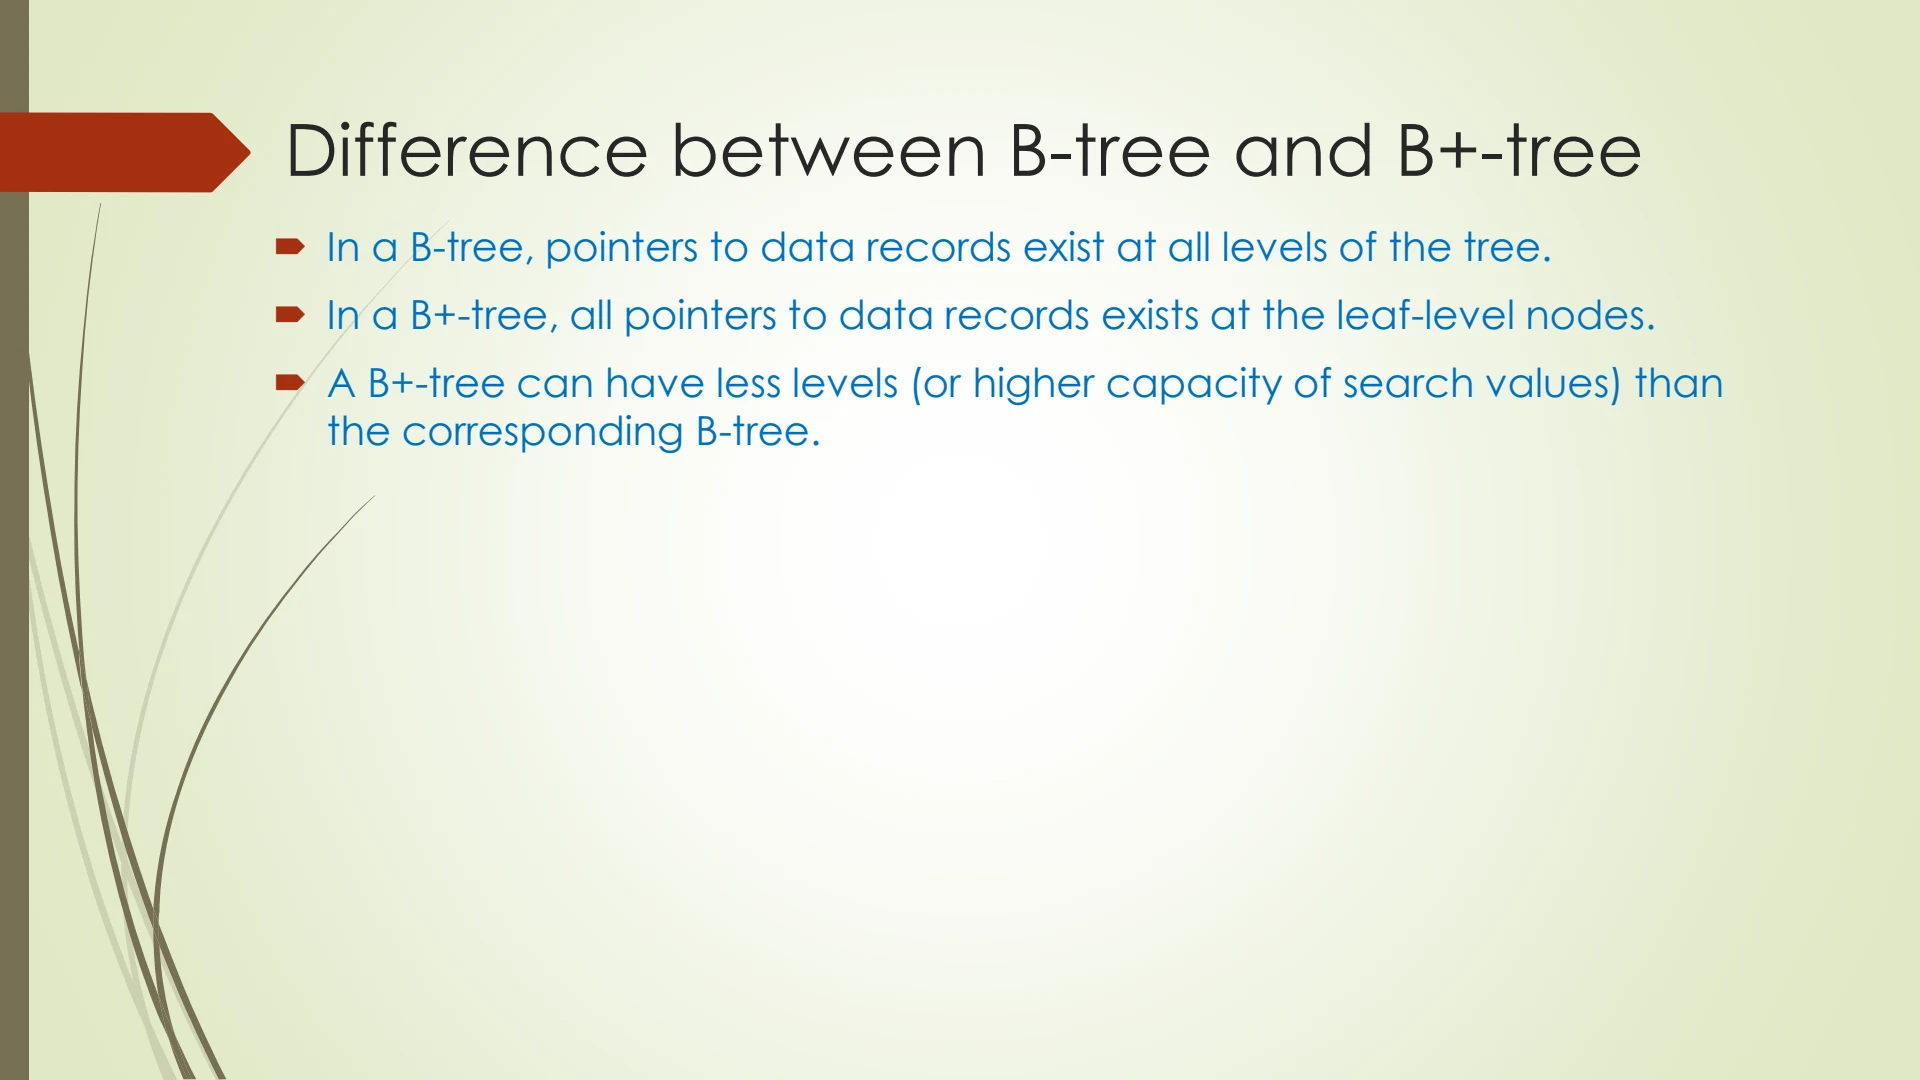 Difference between B-tree and B+-tree
In a B-tree, pointers to data records exist at all levels of the tree.
In a B+-tree, all pointers to data records exists at the leaf-level nodes.
A B+-tree can have less levels (or higher capacity of search values) than
the corresponding B-tree.